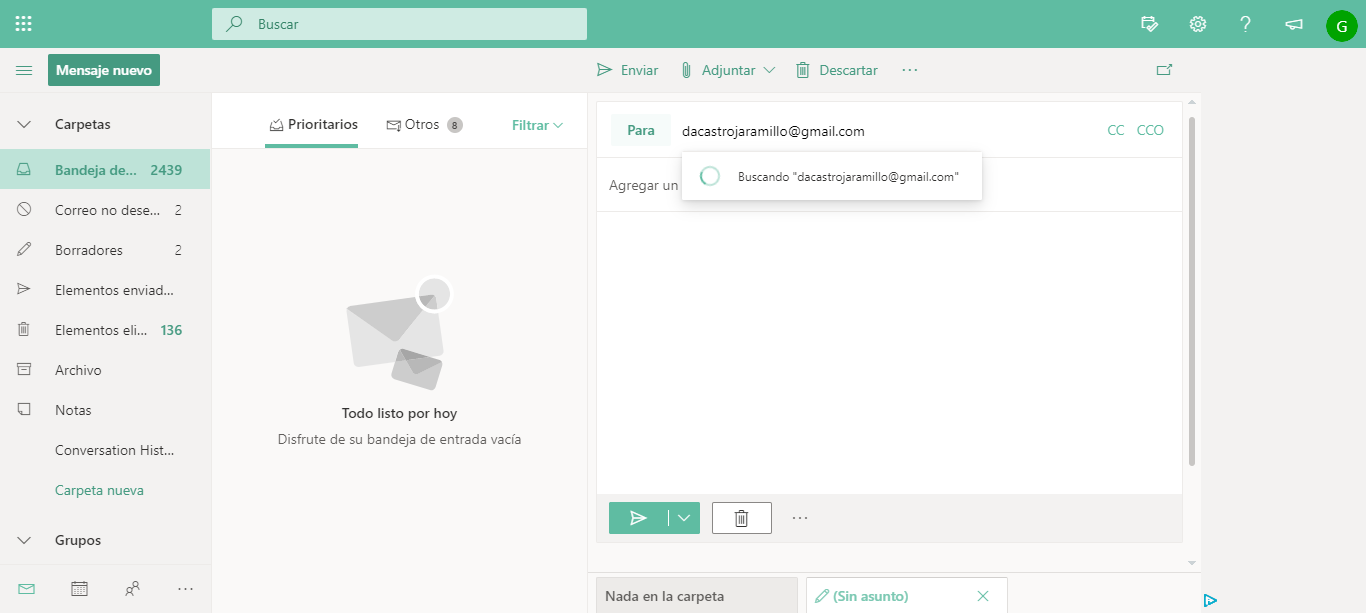 Buscar
G
Mensaje nuevo
Enviar
Adjuntar
Descartar
Carpetas
Bandeja de... 2439
Correo no dese... 2
Borradores 2
Elementos enviad...
Elementos eli... 136
Archivo
Notas
Conversation Hist...
Carpeta nueva
Grupos
Prioritarios
Otros 8
Filtrar
Todo listo por hoy
Disfrute de su bandeja de entrada vacía
Para dacastrojaramillo@gmail.com CC CCO
Buscando "dacastrojaramillo@gmail.com"
Agregar un
Nada en la carpeta
(Sin asunto)